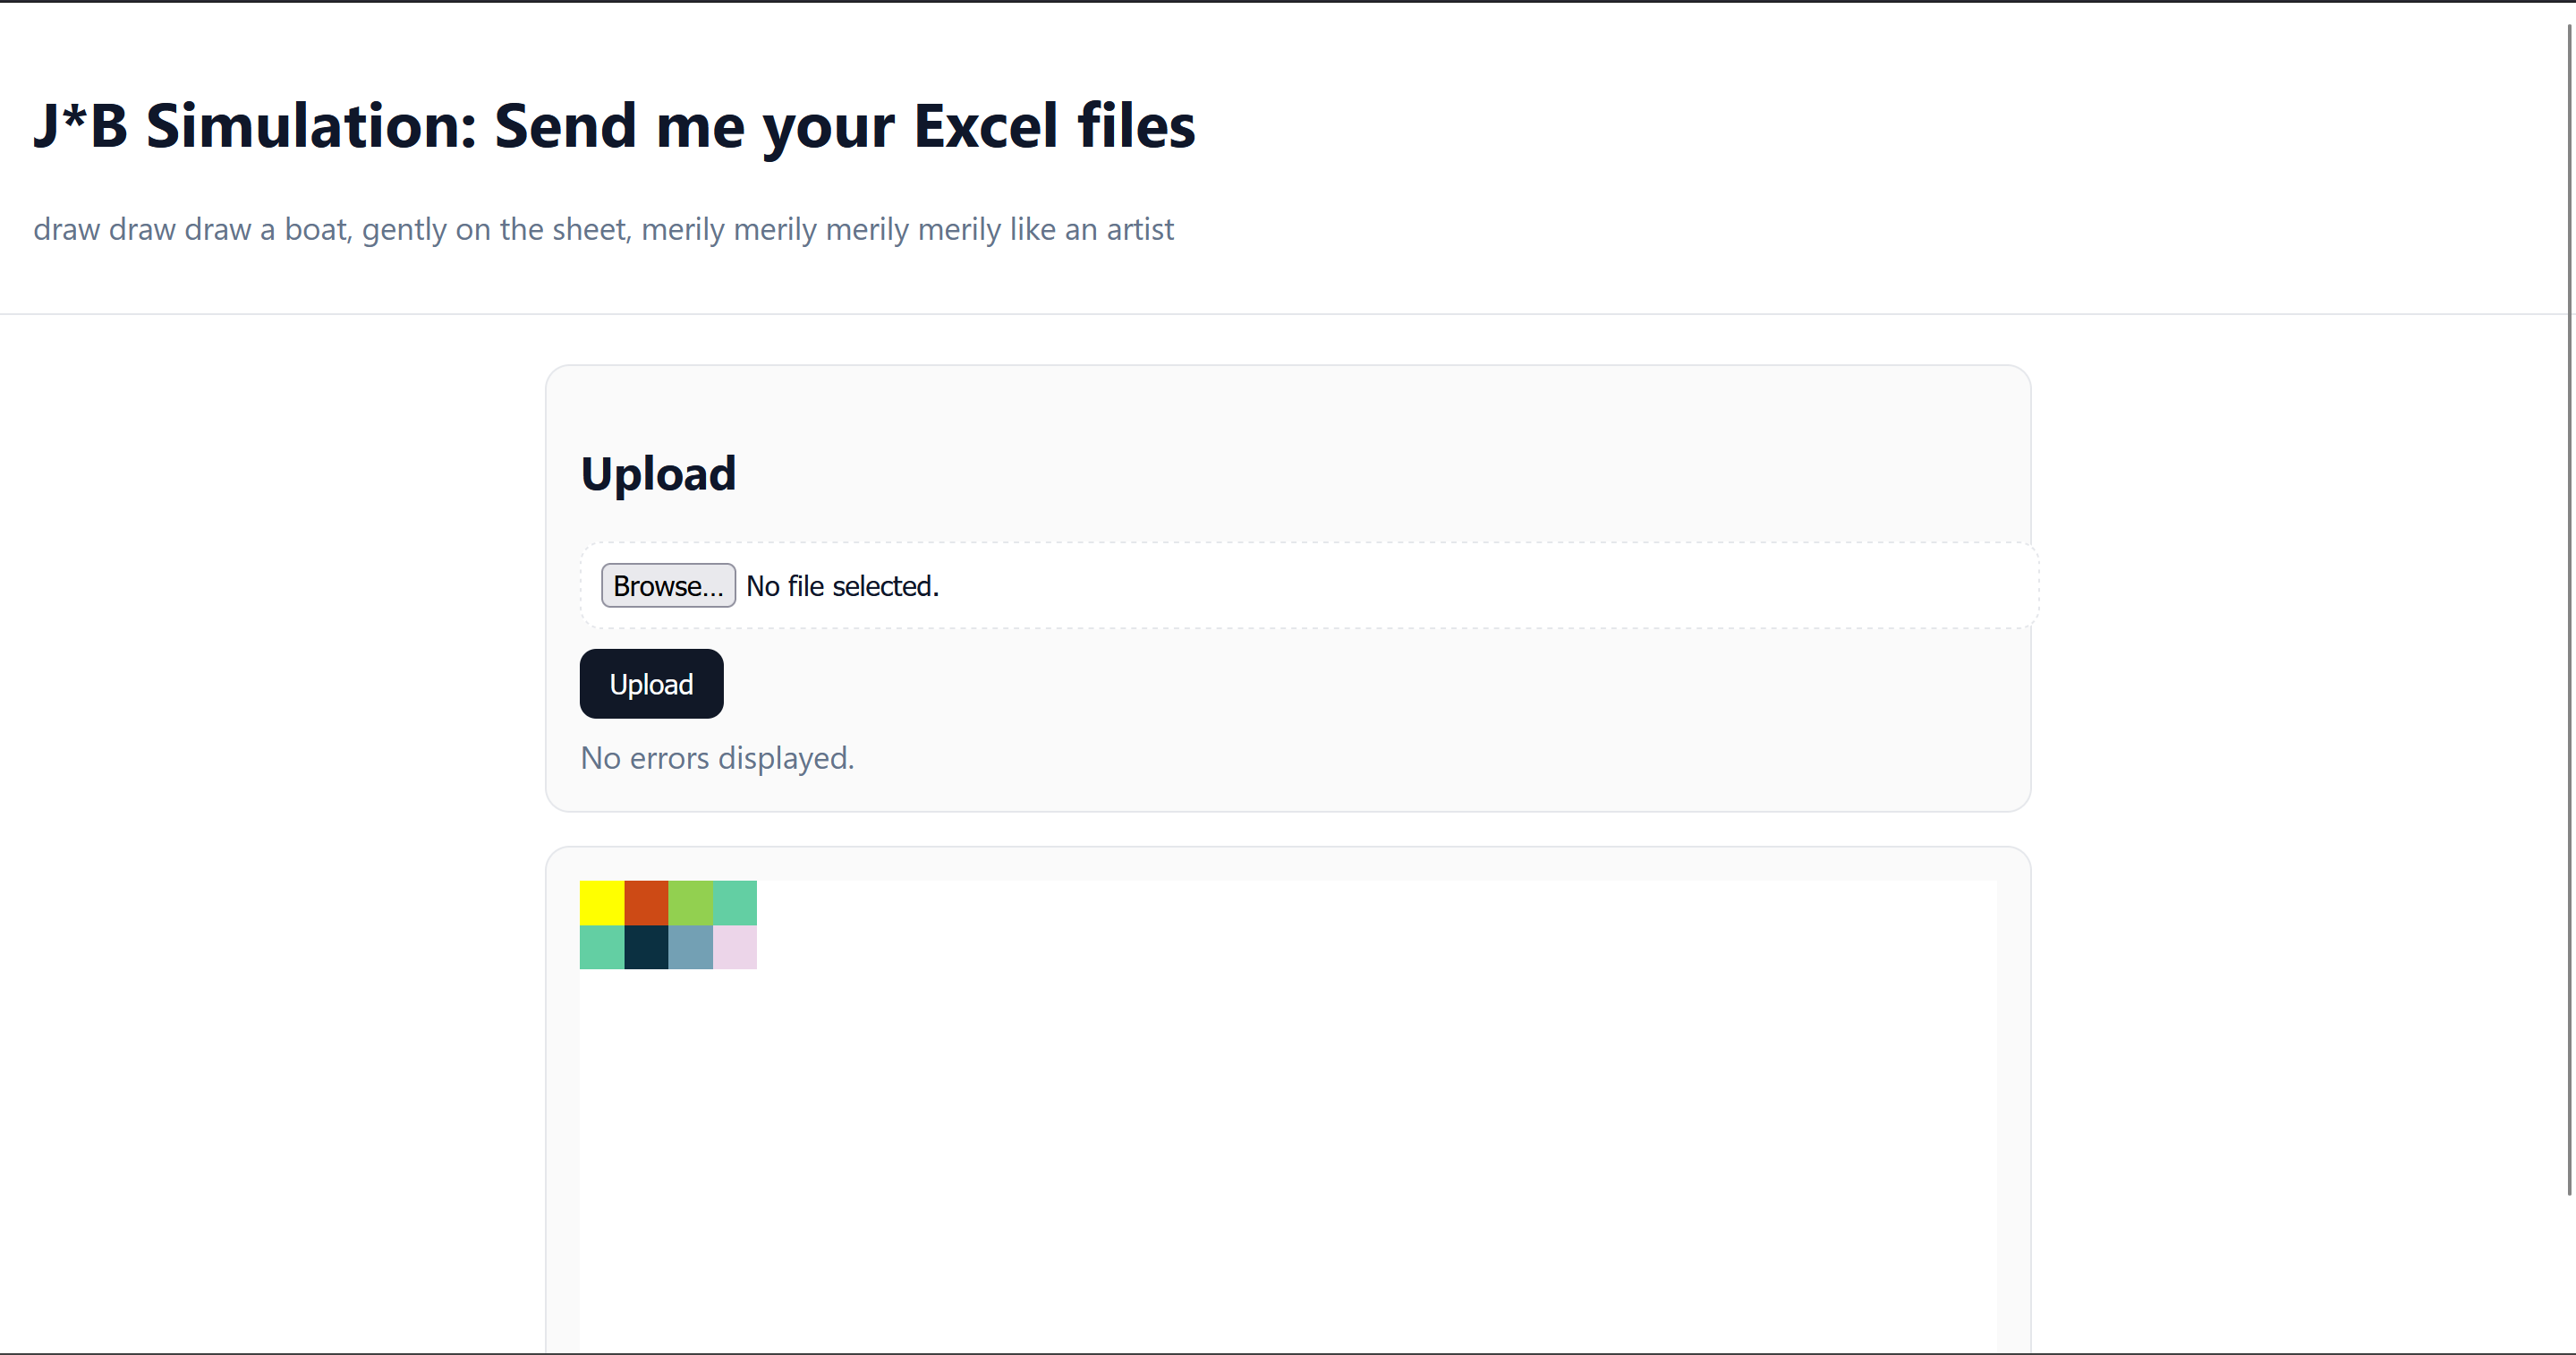 J*B Simulation: Send me your Excel files
draw draw draw a boat, gently on the sheet, merily merily merily merily like an artist
Upload
Browse... No file selected.
Upload
No errors displayed.